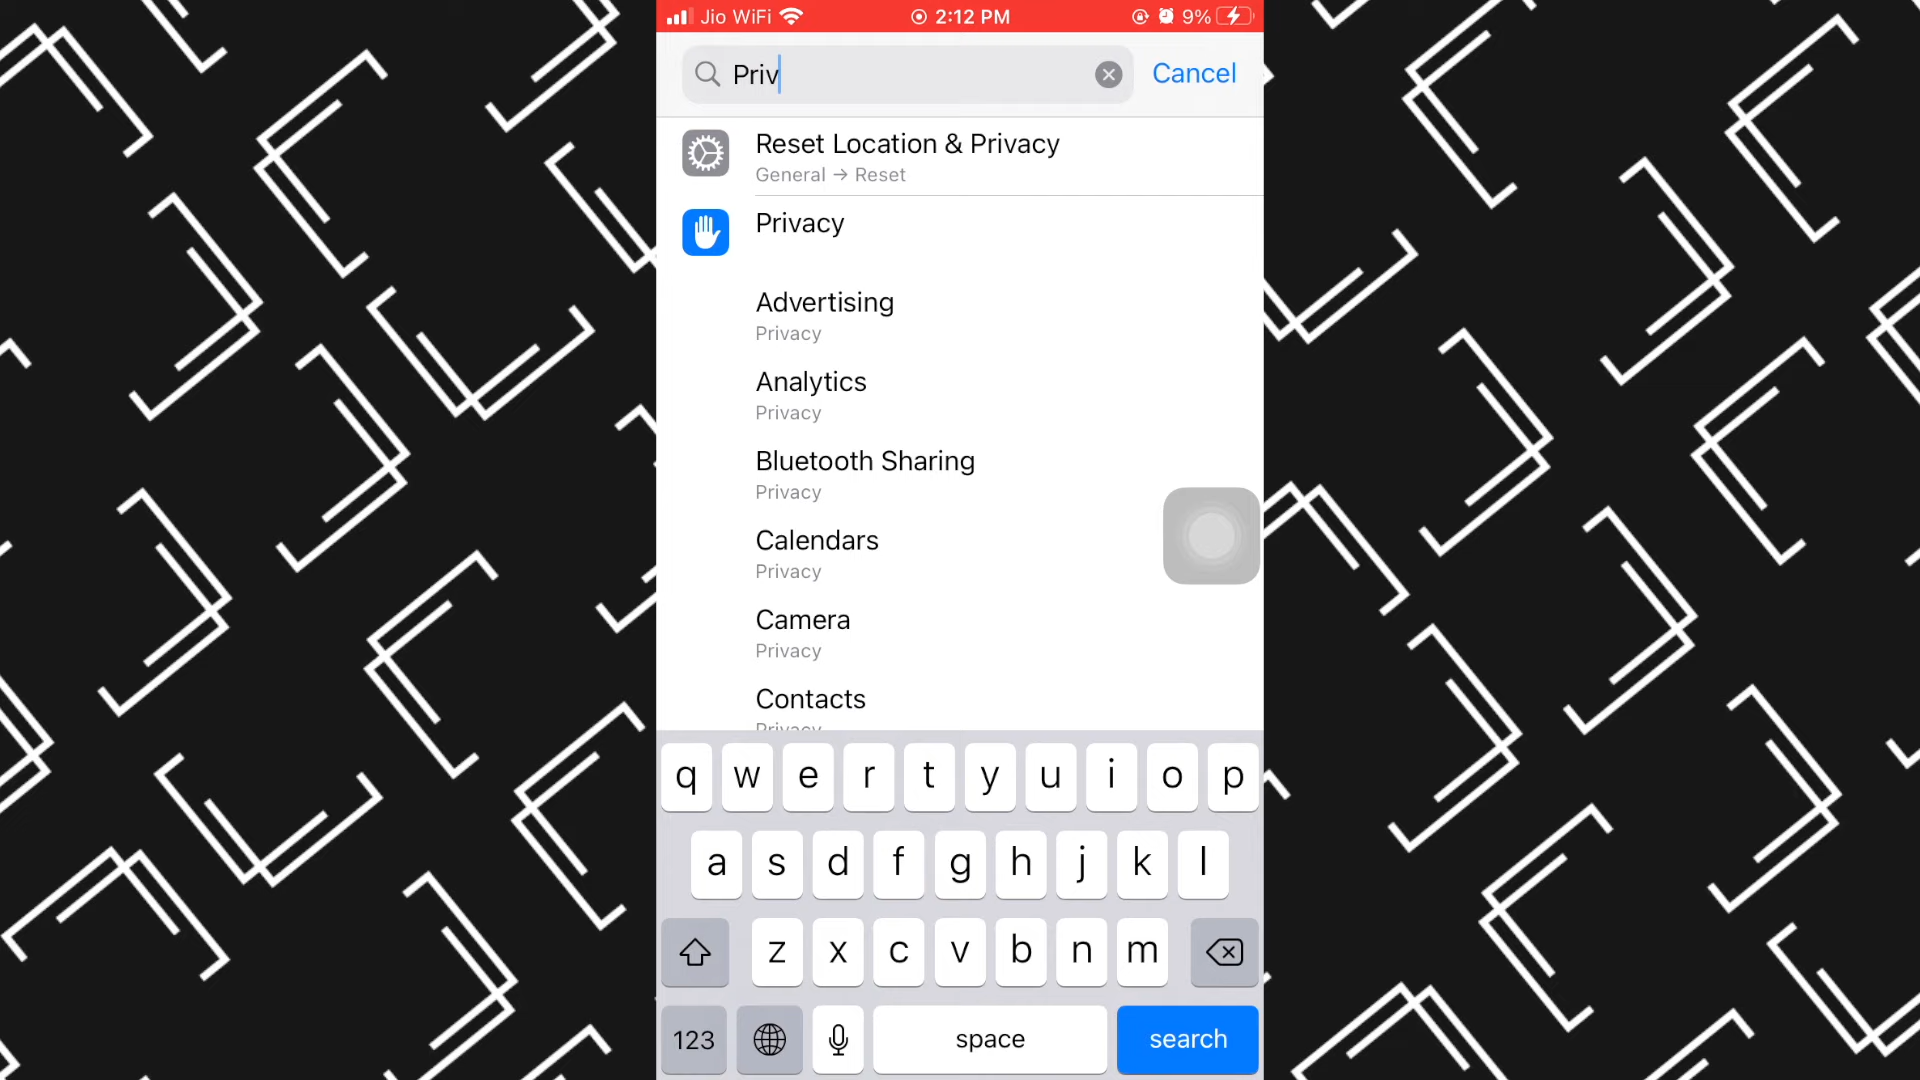 Jio WiFi 2:12 PM 9%
Priv Cancel
Reset Location & Privacy
General → Reset
Privacy
Advertising
Privacy
Analytics
Privacy
Bluetooth Sharing
Privacy
Calendars
Privacy
Camera
Privacy
Contacts
Privacy
q w e r t y u i o p
a s d f g h j k l
z x c v b n m
123 space search